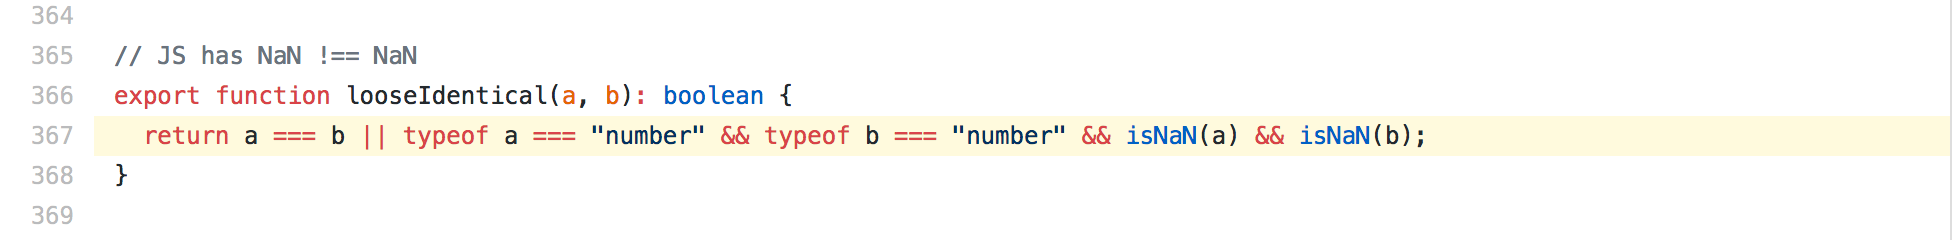 364
365 // JS has NaN !== NaN
366 export function looseIdentical(a, b): boolean {
367 return a === b || typeof a === "number" && typeof b === "number" && isNaN(a) && isNaN(b);
368 }
369